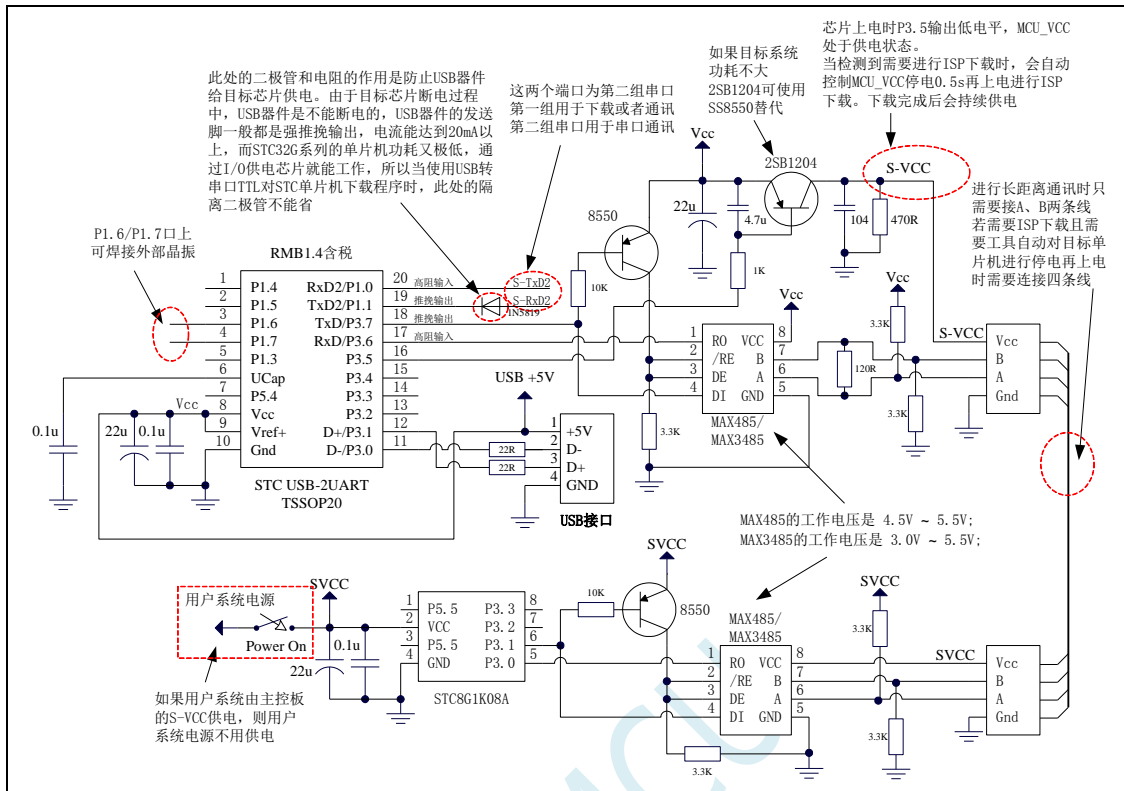 芯片上电时P3.5输出低电平，MCU_VCC
处于供电状态。
当检测到需要进行ISP下载时，会自动
控制MCU_VCC停电0.5s再上电进行ISP
下载。下载完成后会持续供电
如果目标系统
功耗不大
2SB1204可使用
SS8550替代
此处的二极管和电阻的作用是防止USB器件
给目标芯片供电。由于目标芯片断电过程
中，USB器件是不能断电的，USB器件的发送
脚一般都是强推挽输出，电流能达到20mA以
上，而STC32G系列的单片机功耗又极低，通
过I/O供电芯片就能工作，所以当使用USB转
串口TTL对STC单片机下载程序时，此处的隔
离二极管不能省
这两个端口为第二组串口
第一组用于下载或者通讯
第二组串口用于串口通讯
进行长距离通讯时只
需要接A、B两条线
若需要ISP下载且需
要工具自动对目标单
片机进行停电再上电
时需要连接四条线
P1.6/P1.7口上
可焊接外部晶振
Vcc
2SB1204
S-VCC
22u
4.7u
104
470R
8550
10K
1K
RMB1.4含税
1 P1.4 RxD2/P1.0 20 高阻输入 S-TxD2
2 P1.5 TxD2/P1.1 19 推挽输出 S-RxD2
1N5819
3 P1.6 TxD/P3.7 18 推挽输出
4 P1.7 RxD/P3.6 17 高阻输入
5 P1.3 P3.5 16
6 UCap P3.4 15
7 P5.4 P3.3 14
8 Vcc P3.2 13
9 Vref+ D+/P3.1 12
10 Gnd D-/P3.0 11
STC USB-2UART
TSSOP20
Vcc
0.1u
22u
0.1u
USB +5V
22R
22R
1 +5V
2 D-
3 D+
4 GND
USB接口
3.3K
Vcc
1 RO VCC 8
2 /RE B 7
3 DE A 6
4 DI GND 5
MAX485/
MAX3485
120R
Vcc
3.3K
3.3K
S-VCC
Vcc
B
A
Gnd
MAX485的工作电压是 4.5V ~ 5.5V;
MAX3485的工作电压是 3.0V ~ 5.5V;
用户系统电源
Power On
如果用户系统由主控板
的S-VCC供电，则用户
系统电源不用供电
SVCC
22u
0.1u
1 P5.5 P3.3 8
2 VCC P3.2 7
3 P5.5 P3.1 6
4 GND P3.0 5
STC8G1K08A
10K
SVCC
8550
MAX485/
MAX3485
1 RO VCC 8
2 /RE B 7
3 DE A 6
4 DI GND 5
3.3K
SVCC
3.3K
3.3K
SVCC
Vcc
B
A
Gnd
MCU